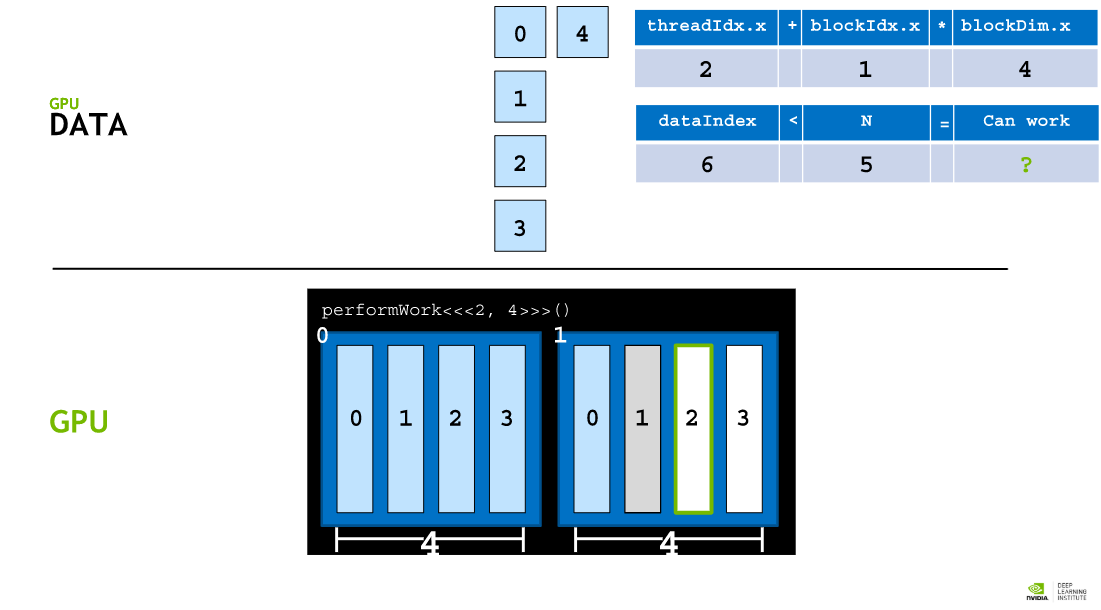 0 4
1
2
3
GPU
DATA
threadIdx.x + blockIdx.x * blockDim.x
2 1 4
dataIndex < N = Can work
6 5 ?
performWork<<<2, 4>>>()
0 1
0 1 2 3 0 1 2 3
4 4
GPU
NVIDIA
DEEP
LEARNING
INSTITUTE